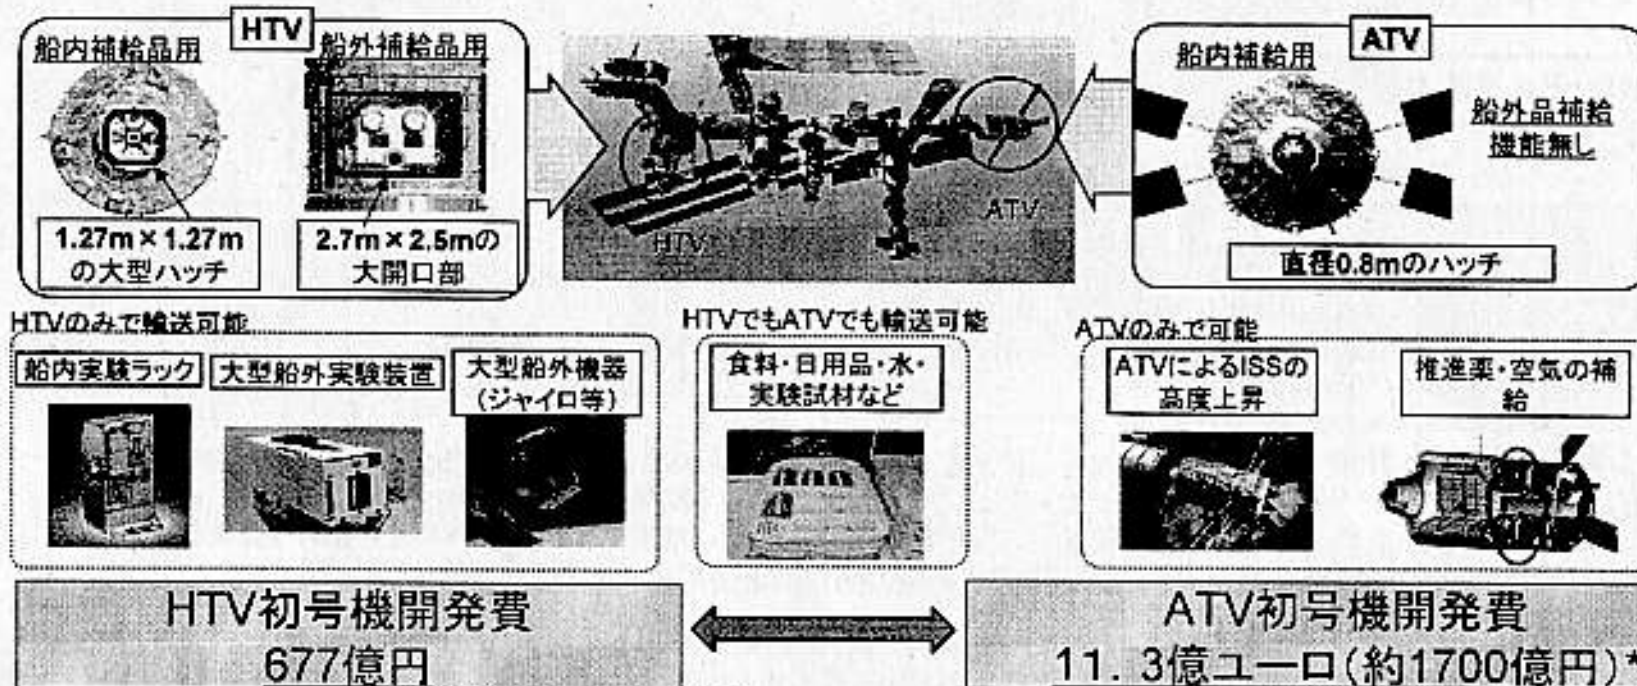 HTV
船内補給品用
船外補給品用
1.27m×1.27m
の大型ハッチ
2.7m×2.5mの
大開口部
HTV
ATV
ATV
船内補給用
船外品補給
機能無し
直径0.8mのハッチ
HTVのみで輸送可能
船内実験ラック
大型船外実験装置
大型船外機器
(ジャイロ等)
HTVでもATVでも輸送可能
食料・日用品・水・
実験試材など
ATVのみで可能
ATVによるISSの
高度上昇
推進薬・空気の補
給
HTV初号機開発費
677億円
ATV初号機開発費
11.3億ユーロ(約1700億円)*